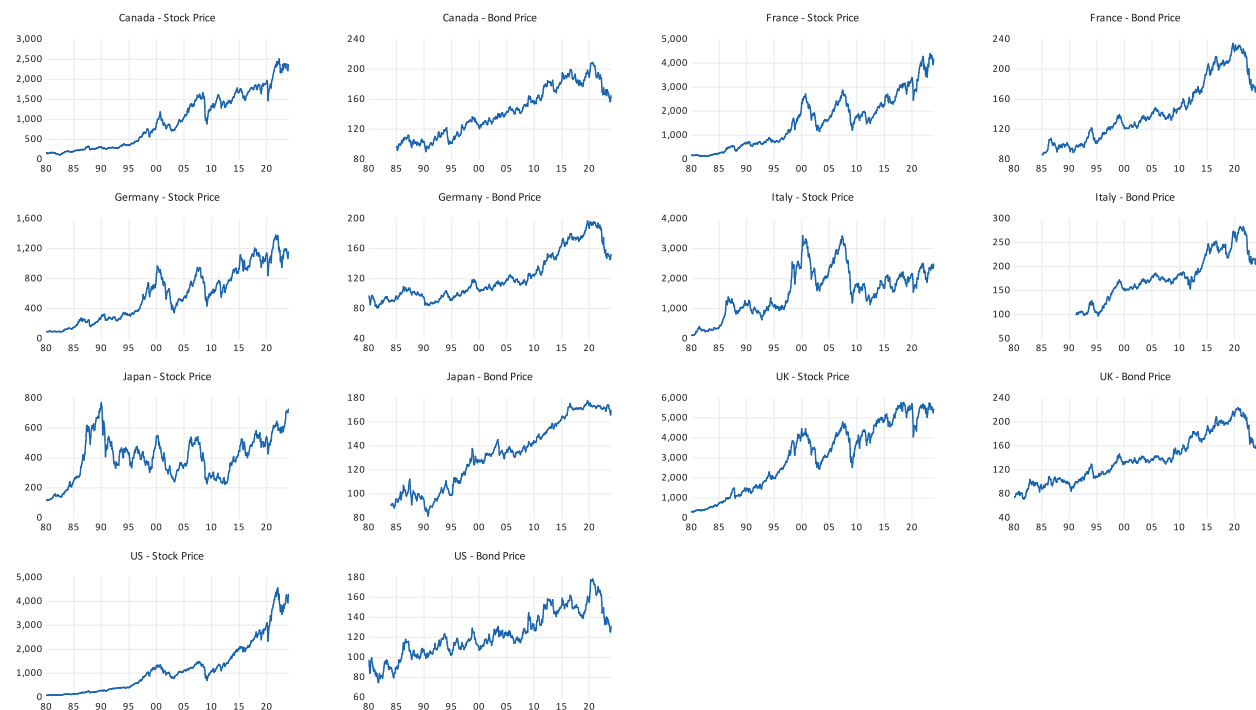 Canada - Stock Price
3,000
2,500
2,000
1,500
1,000
500
0
80 85 90 95 00 05 10 15 20
Canada - Bond Price
240
200
160
120
80
80 85 90 95 00 05 10 15 20
France - Stock Price
5,000
4,000
3,000
2,000
1,000
0
80 85 90 95 00 05 10 15 20
France - Bond Price
240
200
160
120
80
80 85 90 95 00 05 10 15 20
Germany - Stock Price
1,600
1,200
800
400
0
80 85 90 95 00 05 10 15 20
Germany - Bond Price
200
160
120
80
40
80 85 90 95 00 05 10 15 20
Italy - Stock Price
4,000
3,000
2,000
1,000
0
80 85 90 95 00 05 10 15 20
Italy - Bond Price
300
250
200
150
100
50
80 85 90 95 00 05 10 15 20
Japan - Stock Price
800
600
400
200
0
80 85 90 95 00 05 10 15 20
Japan - Bond Price
180
160
140
120
100
80
80 85 90 95 00 05 10 15 20
UK - Stock Price
6,000
5,000
4,000
3,000
2,000
1,000
0
80 85 90 95 00 05 10 15 20
UK - Bond Price
240
200
160
120
80
40
80 85 90 95 00 05 10 15 20
US - Stock Price
5,000
4,000
3,000
2,000
1,000
0
80 85 90 95 00 05 10 15 20
US - Bond Price
180
160
140
120
100
80
60
80 85 90 95 00 05 10 15 20